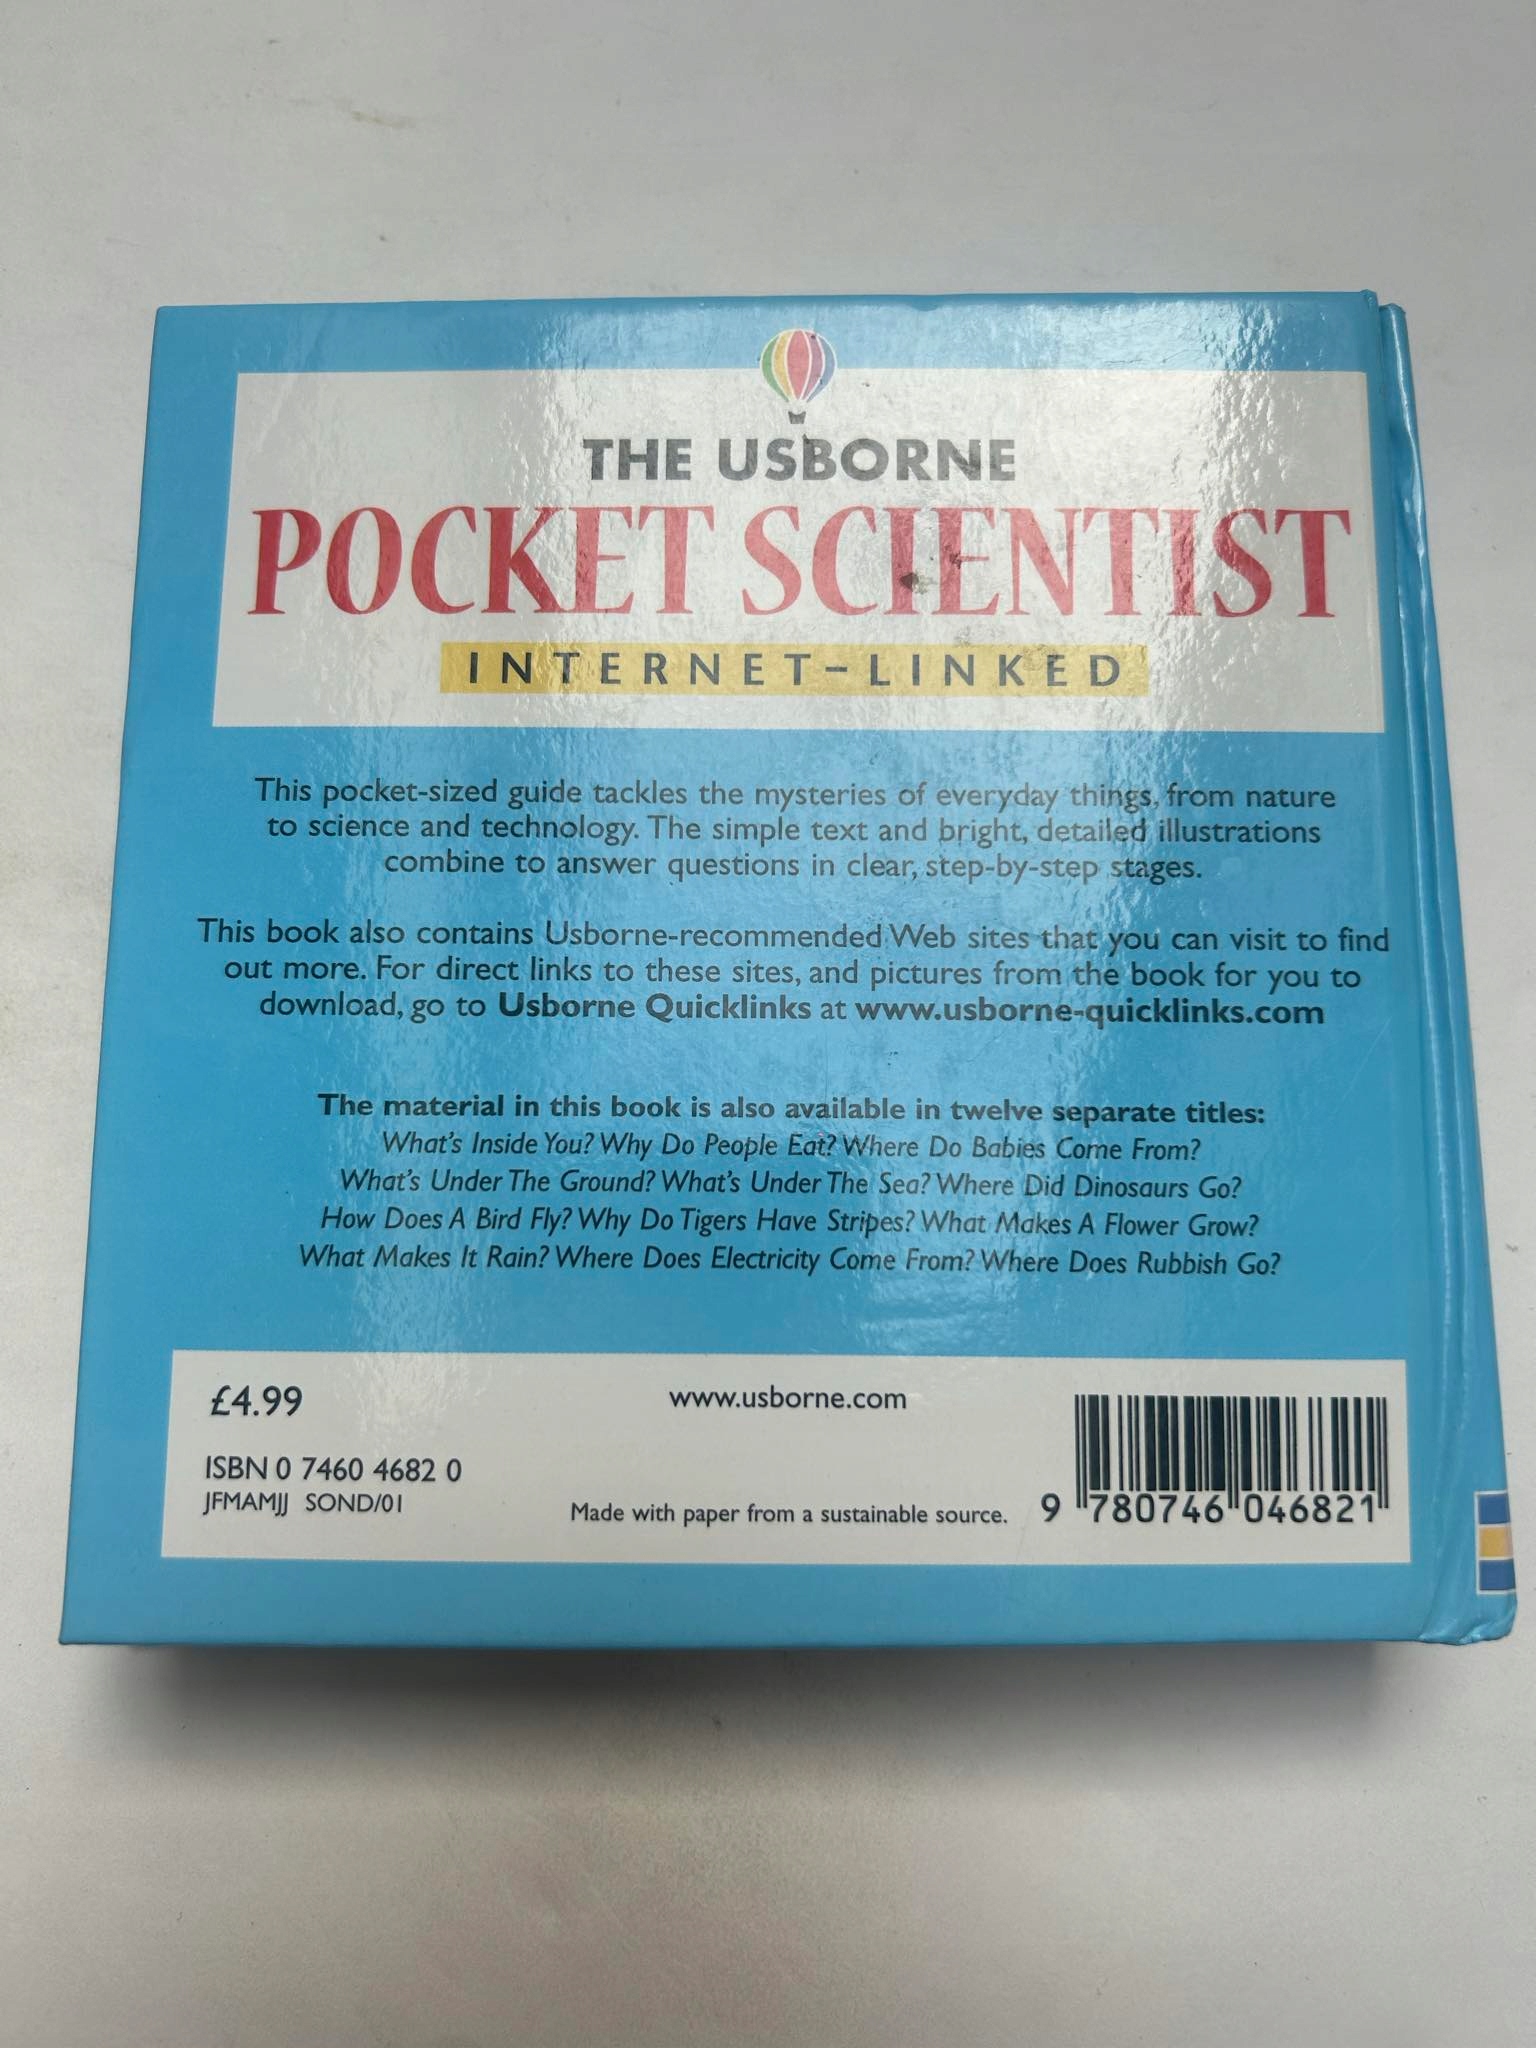 THE USBORNE
POCKET SCIENTIST
INTERNET-LINKED
This pocket-sized guide tackles the mysteries of everyday things, from nature
to science and technology. The simple text and bright, detailed illustrations
combine to answer questions in clear, step-by-step stages.
This book also contains Usborne-recommended Web sites that you can visit to find
out more. For direct links to these sites, and pictures from the book for you to
download, go to Usborne Quicklinks at www.usborne-quicklinks.com
The material in this book is also available in twelve separate titles:
What's Inside You? Why Do People Eat? Where Do Babies Come From?
What's Under The Ground? What's Under The Sea? Where Did Dinosaurs Go?
How Does A Bird Fly? Why Do Tigers Have Stripes? What Makes A Flower Grow?
What Makes It Rain? Where Does Electricity Come From? Where Does Rubbish Go?
£4.99
www.usborne.com
ISBN 0 7460 4682 0
JFMAMJJ SOND/01
Made with paper from a sustainable source.
9 780746 046821